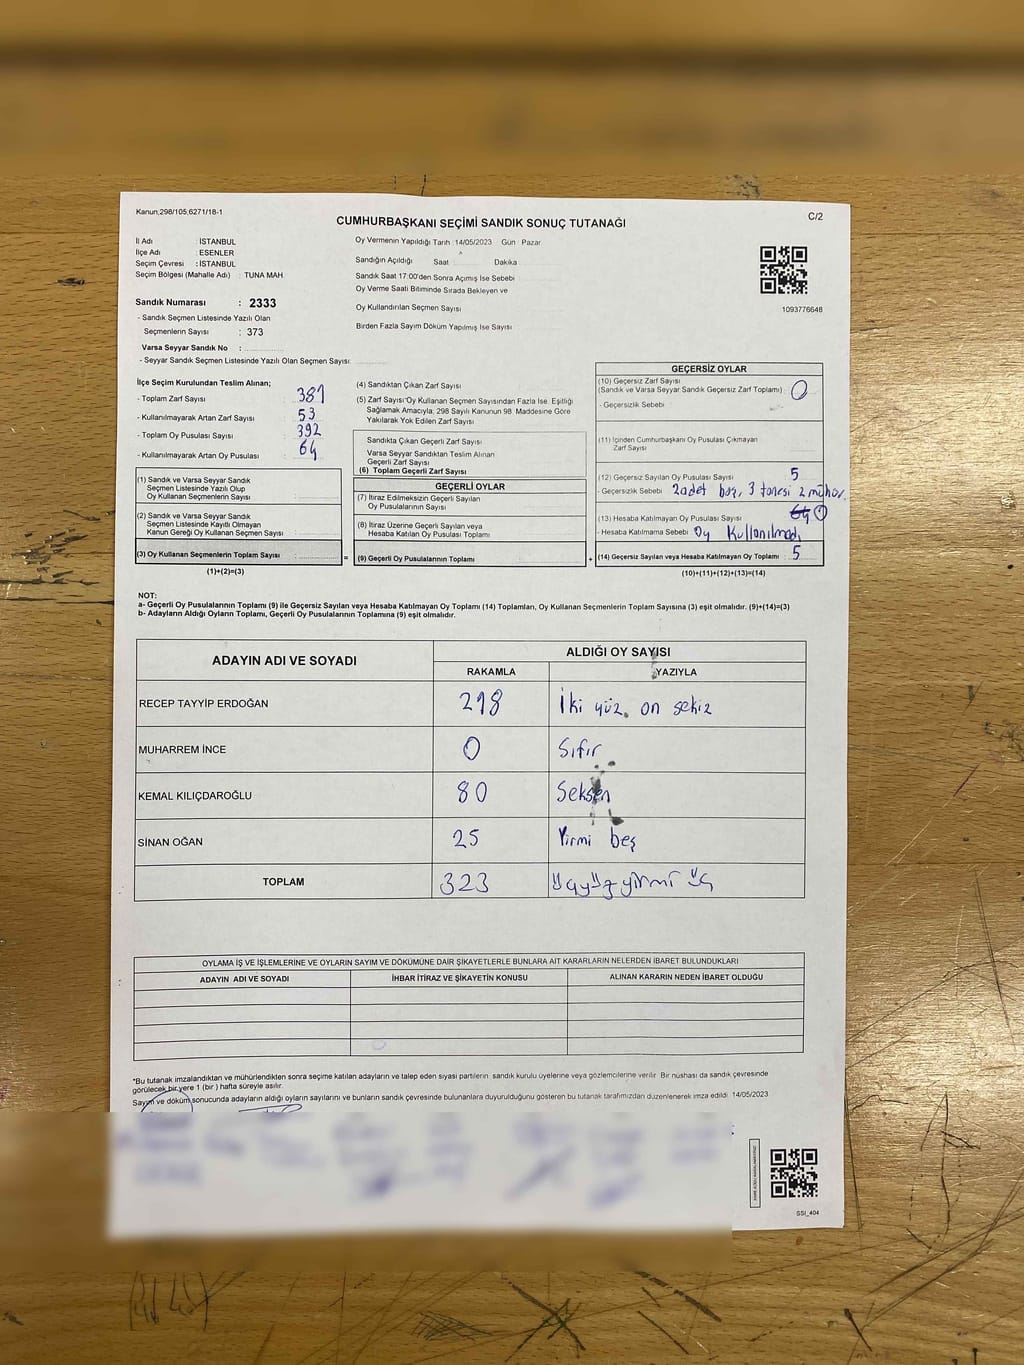 Kanun;298/105,6271/18-1
C/2
CUMHURBAŞKANI SEÇİMİ SANDIK SONUÇ TUTANAĞI
İl Adı : İSTANBUL
İlçe Adı : ESENLER
Seçim Çevresi : İSTANBUL
Seçim Bölgesi (Mahalle Adı) : TUNA MAH.
Sandık Numarası : 2333
- Sandık Seçmen Listesinde Yazılı Olan
Seçmenlerin Sayısı : 373
Varsa Seyyar Sandık No :
- Seyyar Sandık Seçmen Listesinde Yazılı Olan Seçmen Sayısı:
Oy Vermenin Yapıldığı Tarih :14/05/2023 Gün : Pazar
Sandığın Açıldığı Saat Dakika
Sandık Saat 17:00'den Sonra Açımış İse Sebebi
Oy Verme Saati Bitiminde Sırada Bekleyen ve
Oy Kullandırılan Seçmen Sayısı
Birden Fazla Sayım Döküm Yapılmış İse Sayısı
1093776648
İlçe Seçim Kurulundan Teslim Alınan;
- Toplam Zarf Sayısı : 381
- Kullanılmayarak Artan Zarf Sayısı : 53
- Toplam Oy Pusulası Sayısı : 392
- Kullanılmayarak Artan Oy Pusulası : 64
(1) Sandık ve Varsa Seyyar Sandık
Seçmen Listesinde Yazılı Olup
Oy Kullanan Seçmenlerin Sayısı :
(2) Sandık ve Varsa Seyyar Sandık
Seçmen Listesinde Kayıtlı Olmayan
Kanun Gereği Oy Kullanan Seçmen Sayısı :
(3) Oy Kullanan Seçmenlerin Toplam Sayısı : =
(1)+(2)=(3)
(4) Sandıktan Çıkan Zarf Sayısı
(5) Zarf Sayısı Oy Kullanan Seçmen Sayısından Fazla İse, Eşitliği
Sağlamak Amacıyla; 298 Sayılı Kanunun 98. Maddesine Göre
Yakılarak Yok Edilen Zarf Sayısı
Sandıkta Çıkan Geçerli Zarf Sayısı
Varsa Seyyar Sandıktan Teslim Alınan
Geçerli Zarf Sayısı
(6) Toplam Geçerli Zarf Sayısı
GEÇERLİ OYLAR
(7) İtiraz Edilmeksizin Geçerli Sayılan
Oy Pusulalarının Sayısı
(8) İtiraz Üzerine Geçerli Sayılan veya
Hesaba Katılan Oy Pusulası Toplamı
(9) Geçerli Oy Pusulalarının Toplamı +
GEÇERSİZ OYLAR
(10) Geçersiz Zarf Sayısı
(Sandık ve Varsa Seyyar Sandık Geçersiz Zarf Toplamı) : 0
- Geçersizlik Sebebi :
(11) İçinden Cumhurbaşkanı Oy Pusulası Çıkmayan
Zarf Sayısı
(12) Geçersiz Sayılan Oy Pusulası Sayısı : 5
- Geçersizlik Sebebi : 2 adet boş, 3 tanesi 2 mühür.
(13) Hesaba Katılmayan Oy Pusulası Sayısı : 64 0
- Hesaba Katılmama Sebebi : Oy Kullanılmadı
(14) Geçersiz Sayılan veya Hesaba Katılmayan Oy Toplamı : 5
(10)+(11)+(12)+(13)=(14)
NOT:
a- Geçerli Oy Pusulalarının Toplamı (9) ile Geçersiz Sayılan veya Hesaba Katılmayan Oy Toplamı (14) Toplamları, Oy Kullanan Seçmenlerin Toplam Sayısına (3) eşit olmalıdır. (9)+(14)=(3)
b- Adayların Aldığı Oyların Toplamı, Geçerli Oy Pusulalarının Toplamına (9) eşit olmalıdır.
ADAYIN ADI VE SOYADI ALDIĞI OY SAYISI
RAKAMLA YAZIYLA
RECEP TAYYİP ERDOĞAN 218 İki yüz on sekiz
MUHARREM İNCE 0 Sıfır
KEMAL KILIÇDAROĞLU 80 Seksen
SİNAN OĞAN 25 Yirmi beş
TOPLAM 323 üçyüz yirmi üç
OYLAMA İŞ VE İŞLEMLERİNE VE OYLARIN SAYIM VE DÖKÜMÜNE DAİR ŞİKAYETLERLE BUNLARA AİT KARARLARIN NELERDEN İBARET BULUNDUKLARI
ADAYIN ADI VE SOYADI İHBAR İTİRAZ VE ŞİKAYETİN KONUSU ALINAN KARARIN NEDEN İBARET OLDUĞU
*Bu tutanak imzalandıktan ve mühürlendikten sonra seçime katılan adayların ve talep eden siyasi partilerin sandık kurulu üyelerine veya gözlemcilerine verilir. Bir nüshası da sandık çevresinde
görülecek bir yere 1 (bir ) hafta süreyle asılır.
Sayım ve döküm sonucunda adayların aldığı oyların sayılarını ve bunların sandık çevresinde bulunanlara duyurulduğunu gösteren bu tutanak tarafımızdan düzenlenerek imza edildi. 14/05/2023
GSI_404